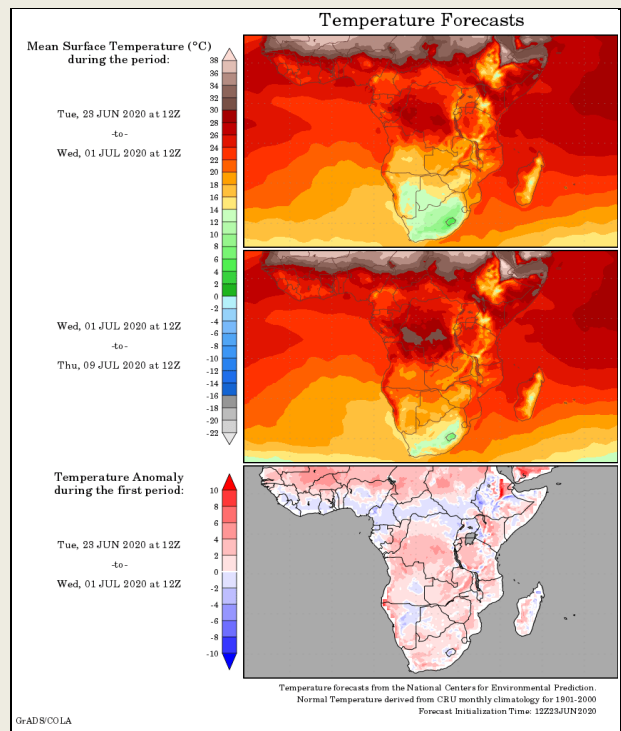 Temperature Forecasts
Mean Surface Temperature (°C)
during the period:
Tue, 23 JUN 2020 at 12Z
-to-
Wed, 01 JUL 2020 at 12Z
38
36
34
32
30
28
26
24
22
20
18
16
14
12
10
8
6
4
2
0
-2
-4
-6
-8
-10
-12
-14
-16
-17
-20
-22
Wed, 01 JUL 2020 at 12Z
-to-
Thu, 09 JUL 2020 at 12Z
Temperature Anomaly
during the first period:
Tue, 23 JUN 2020 at 12Z
-to-
Wed, 01 JUL 2020 at 12Z
10
8
6
4
2
0
-2
-4
-6
-8
-10
Temperature forecasts from the National Centers for Environmental Prediction.
Normal Temperature derived from CRU monthly climatology for 1901-2000
Forecast Initialization Time: 12Z23JUN2020
GrADS/COLA